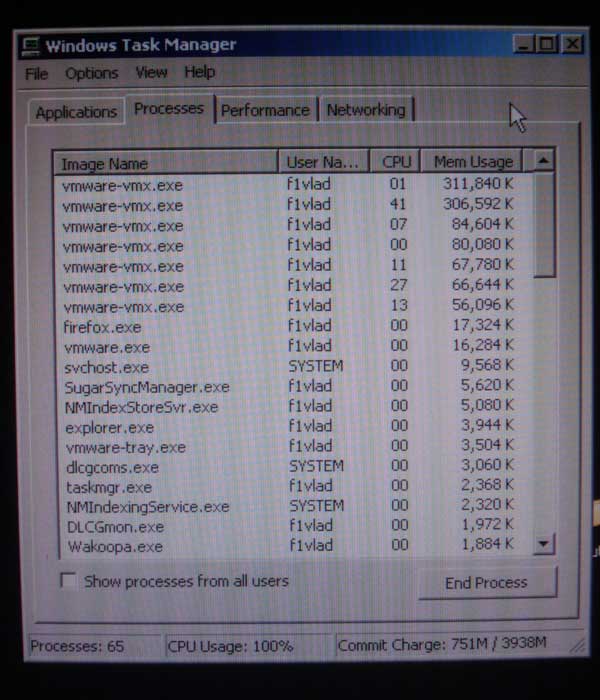 Windows Task Manager
File Options View Help
Applications Processes Performance Networking
Image Name User Na... CPU Mem Usage
vmware-vmx.exe f1vlad 01 311,840 K
vmware-vmx.exe f1vlad 41 306,592 K
vmware-vmx.exe f1vlad 07 84,604 K
vmware-vmx.exe f1vlad 00 80,080 K
vmware-vmx.exe f1vlad 11 67,780 K
vmware-vmx.exe f1vlad 27 66,644 K
vmware-vmx.exe f1vlad 13 56,096 K
firefox.exe f1vlad 00 17,324 K
vmware.exe f1vlad 00 16,284 K
svchost.exe SYSTEM 00 9,568 K
SugarSyncManager.exe f1vlad 00 5,620 K
NMIndexStoreSvr.exe f1vlad 00 5,080 K
explorer.exe f1vlad 00 3,944 K
vmware-tray.exe f1vlad 00 3,504 K
dlcgcoms.exe SYSTEM 00 3,060 K
taskmgr.exe f1vlad 00 2,368 K
NMIndexingService.exe SYSTEM 00 2,320 K
DLCGmon.exe f1vlad 00 1,972 K
Wakoopa.exe f1vlad 00 1,884 K
Show processes from all users End Process
Processes: 65 CPU Usage: 100% Commit Charge: 751M / 3938M